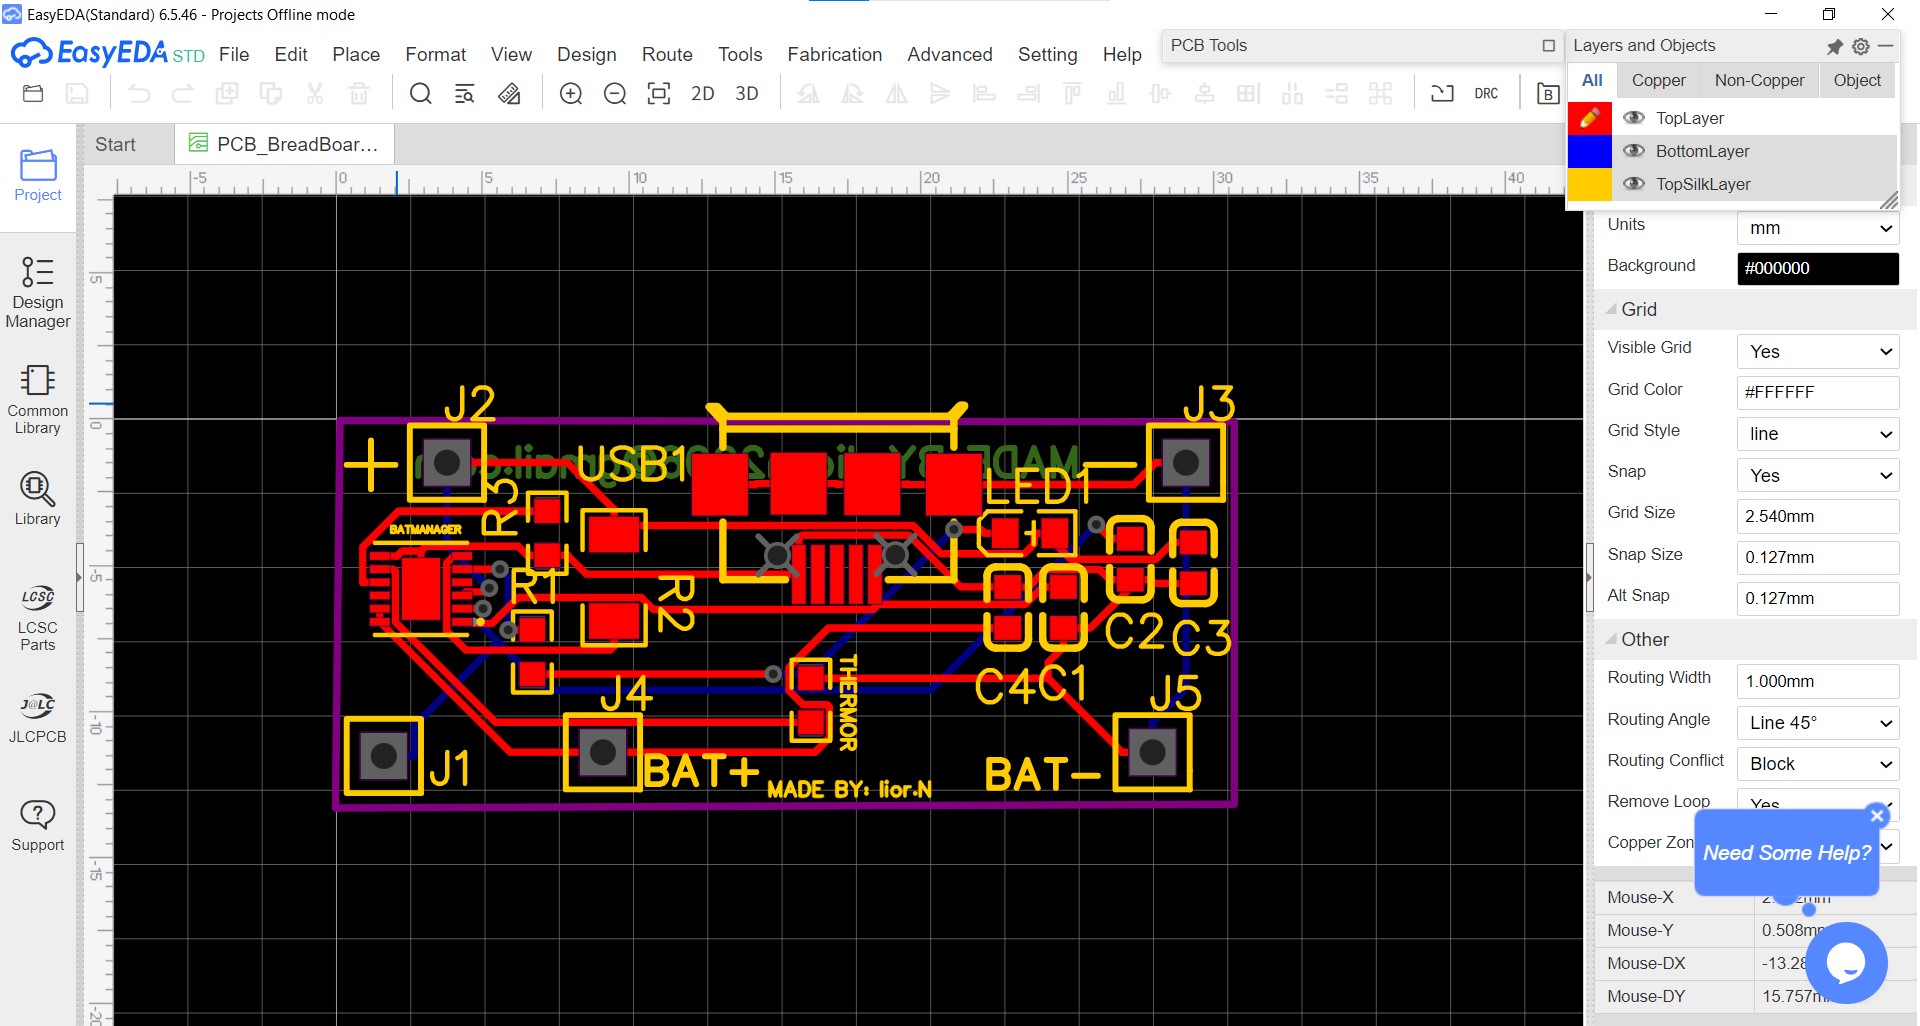 EasyEDA(Standard) 6.5.46 - Projects Offline mode
EasyEDA STD File Edit Place Format View Design Route Tools Fabrication Advanced Setting Help
PCB Tools
Layers and Objects
All Copper Non-Copper Object
2D 3D DRC
TopLayer
BottomLayer
TopSilkLayer
Start PCB_BreadBoar...
-5 0 5 10 15 20 25 30 35 40
5
0
-5
-10
-15
-20
Project
Design Manager
Common Library
Library
LCSC
LCSC Parts
J@LC
JLCPCB
Support
J2
J3
+
USB1
MADE BY
LED1
R3
BATMANAGER
+
R1
R2
C2
C3
C4
C1
THERMOR
J4
J5
J1
BAT+
MADE BY: lior.N
BAT-
Units mm
Background #000000
Grid
Visible Grid Yes
Grid Color #FFFFFF
Grid Style line
Snap Yes
Grid Size 2.540mm
Snap Size 0.127mm
Alt Snap 0.127mm
Other
Routing Width 1.000mm
Routing Angle Line 45°
Routing Conflict Block
Remove Loop Yes
Copper Zon
Need Some Help?
Mouse-X
Mouse-Y 0.508m
Mouse-DX -13.28
Mouse-DY 15.757m